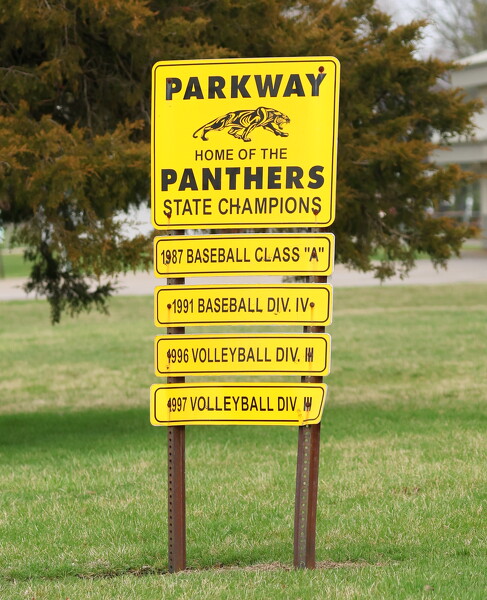 PARKWAY
HOME OF THE
PANTHERS
STATE CHAMPIONS
1987 BASEBALL CLASS "A"
1991 BASEBALL DIV. IV
1996 VOLLEYBALL DIV. III
1997 VOLLEYBALL DIV. III